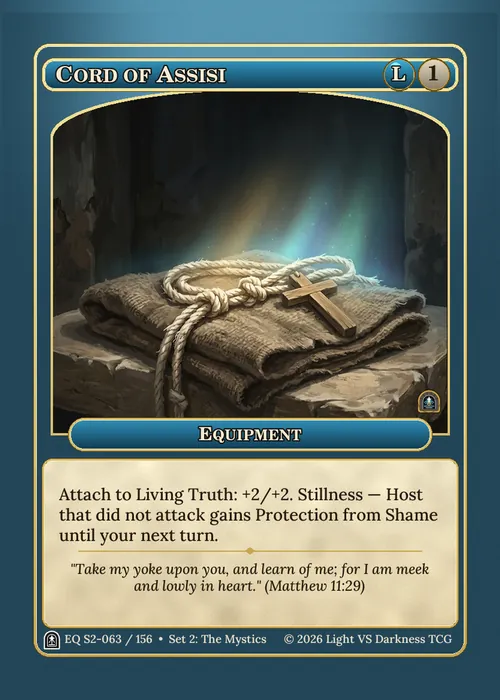 Cord of Assisi L 1
Equipment
Attach to Living Truth: +2/+2. Stillness — Host
that did not attack gains Protection from Shame
until your next turn.
"Take my yoke upon you, and learn of me; for I am meek
and lowly in heart." (Matthew 11:29)
EQ S2-063 / 156 • Set 2: The Mystics © 2026 Light VS Darkness TCG